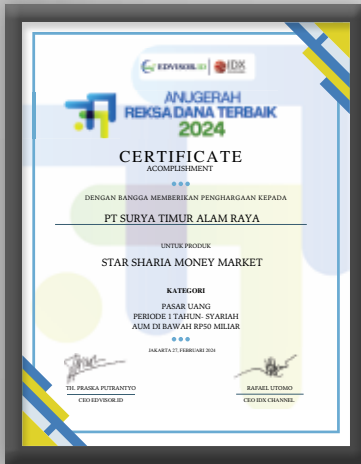 EDVISOR.ID IDX
ANUGERAH
REKSA DANA TERBAIK
2024
CERTIFICATE
ACOMPLISHMENT
DENGAN BANGGA MEMBERIKAN PENGHARGAAN KEPADA
PT SURYA TIMUR ALAM RAYA
UNTUK PRODUK
STAR SHARIA MONEY MARKET
KATEGORI
PASAR UANG
PERIODE 1 TAHUN- SYARIAH
AUM DI BAWAH RP50 MILIAR
JAKARTA 27, FEBRUARI 2024
TH. PRASKA PUTRANTYO RAFAEL UTOMO
CEO EDVISOR.ID CEO IDX CHANNEL